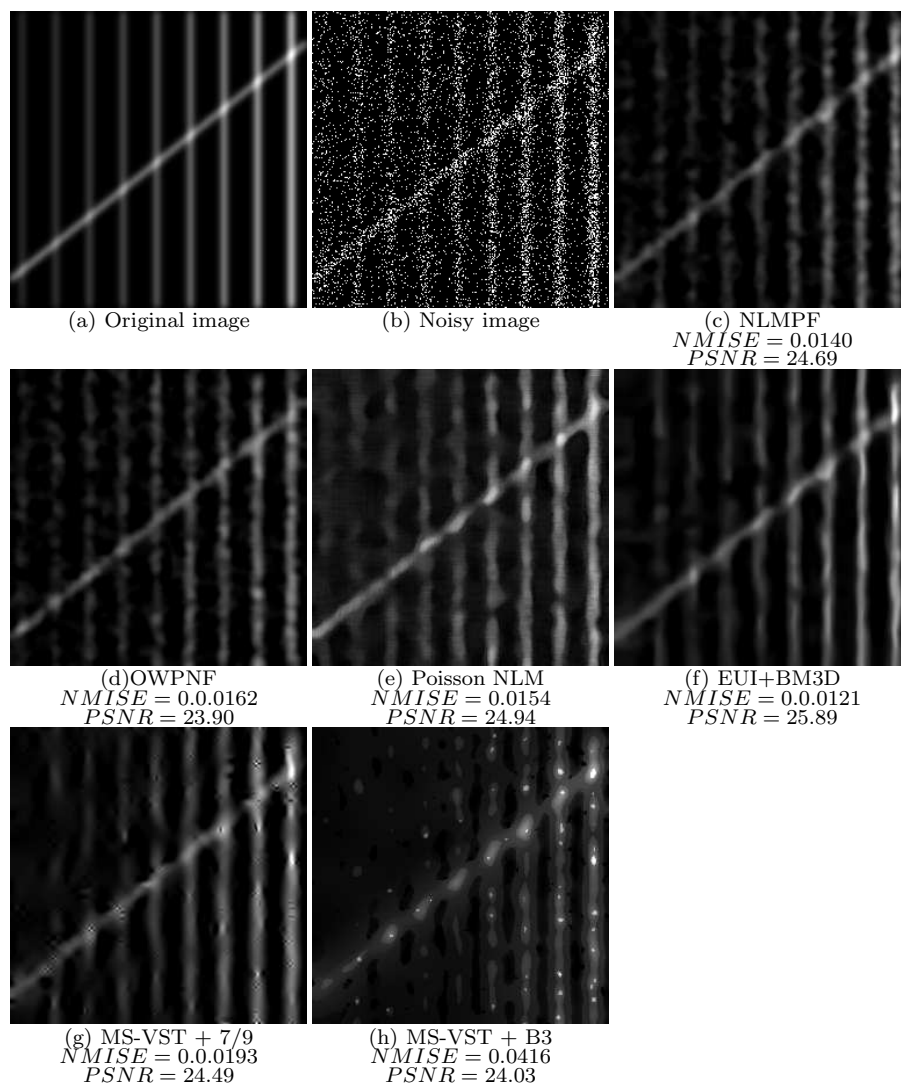 (a) Original image
(b) Noisy image
(c) NLMPF
NMISE = 0.0140
PSNR = 24.69
(d)OWPNF
NMISE = 0.0.0162
PSNR = 23.90
(e) Poisson NLM
NMISE = 0.0154
PSNR = 24.94
(f) EUI+BM3D
NMISE = 0.0.0121
PSNR = 25.89
(g) MS-VST + 7/9
NMISE = 0.0.0193
PSNR = 24.49
(h) MS-VST + B3
NMISE = 0.0416
PSNR = 24.03